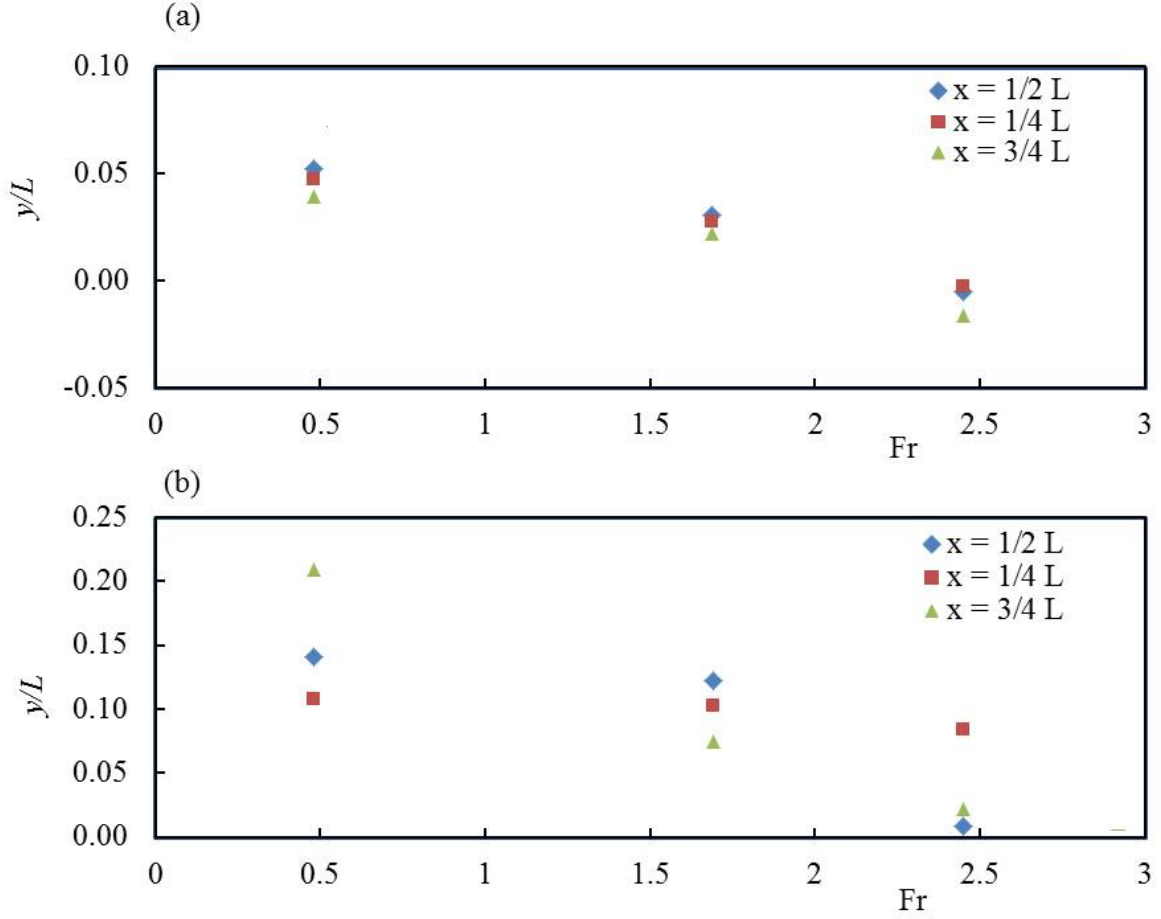 (a)
0.10
x = 1/2 L
x = 1/4 L
x = 3/4 L
0.05
y/L
0.00
-0.05
0 0.5 1 1.5 2 2.5 3
Fr
(b)
0.25
x = 1/2 L
x = 1/4 L
x = 3/4 L
0.20
0.15
y/L
0.10
0.05
0.00
0 0.5 1 1.5 2 2.5 3
Fr